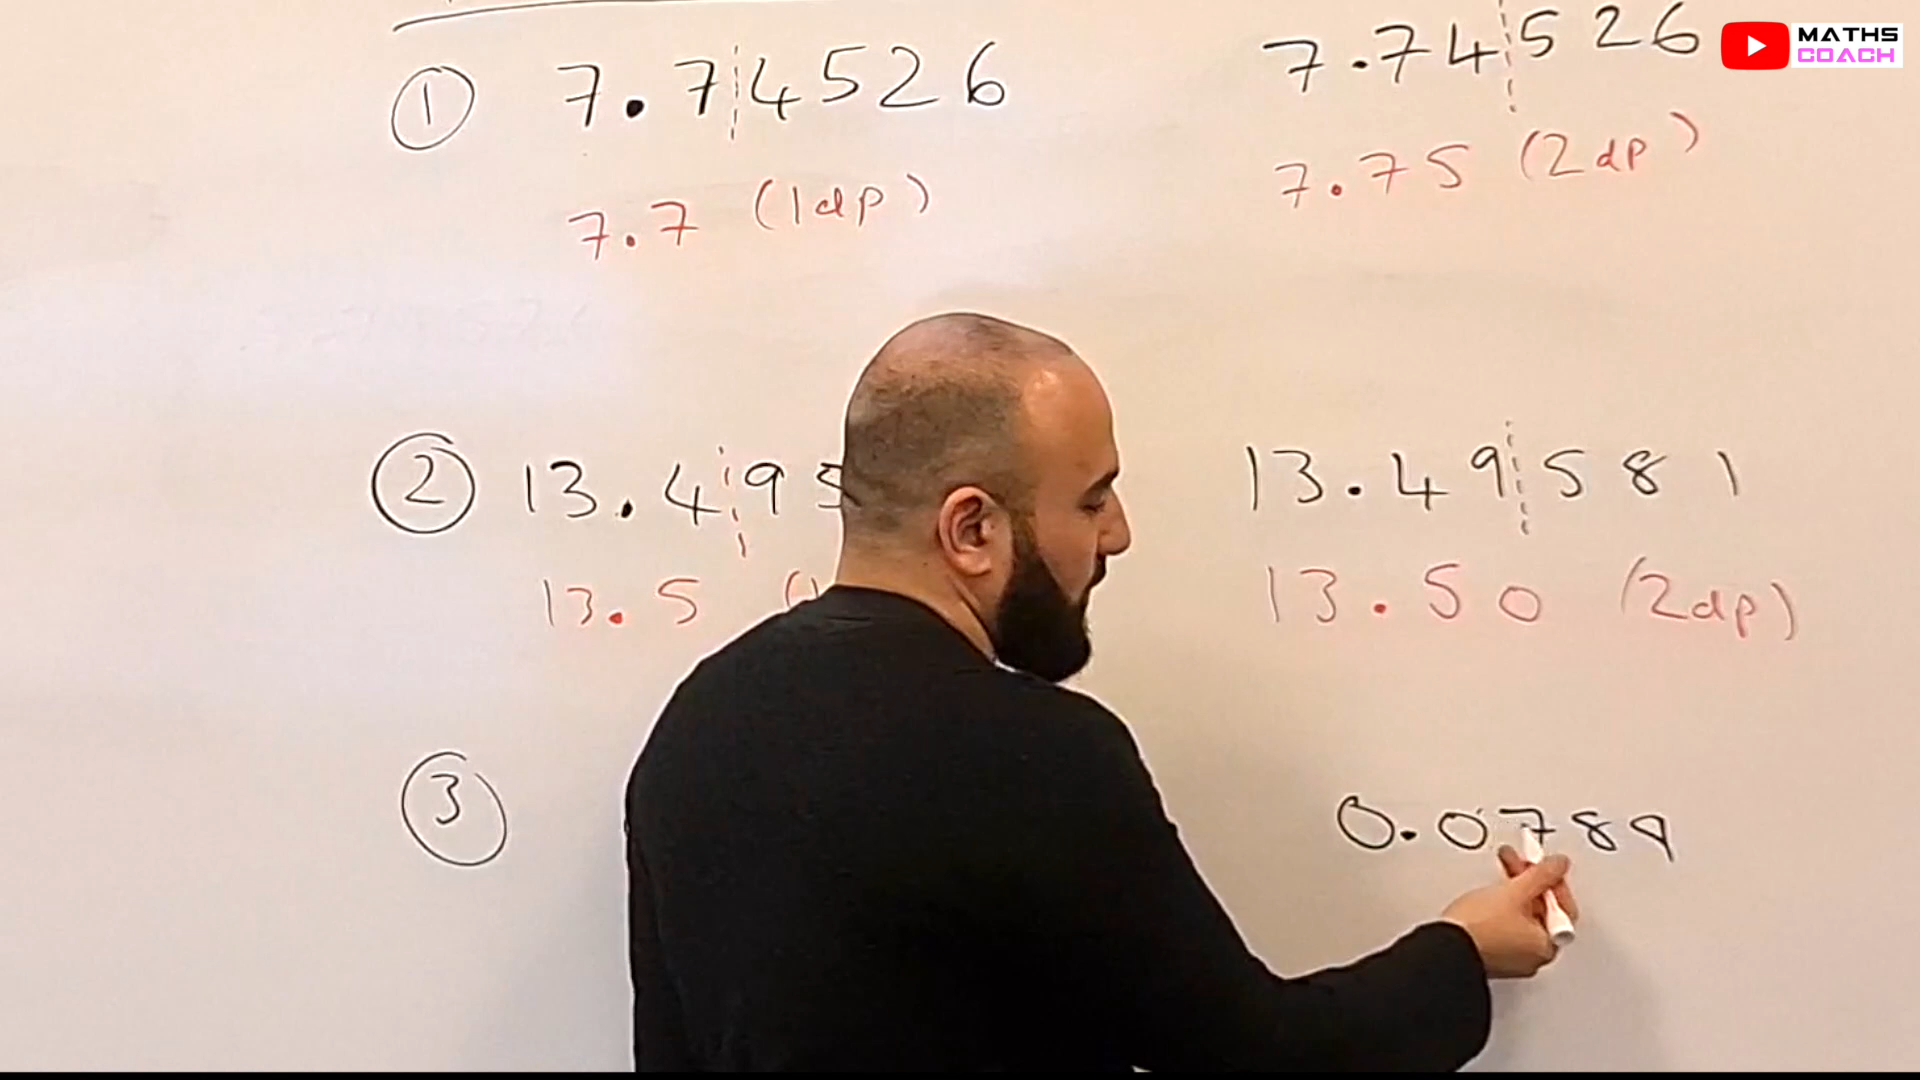 ① 7.7¦4526
7.7 (1dp)
7.74¦526
7.75 (2dp)
② 13.4¦95
13.5
13.49¦581
13.50 (2dp)
③
0.0789
MATHS
COACH